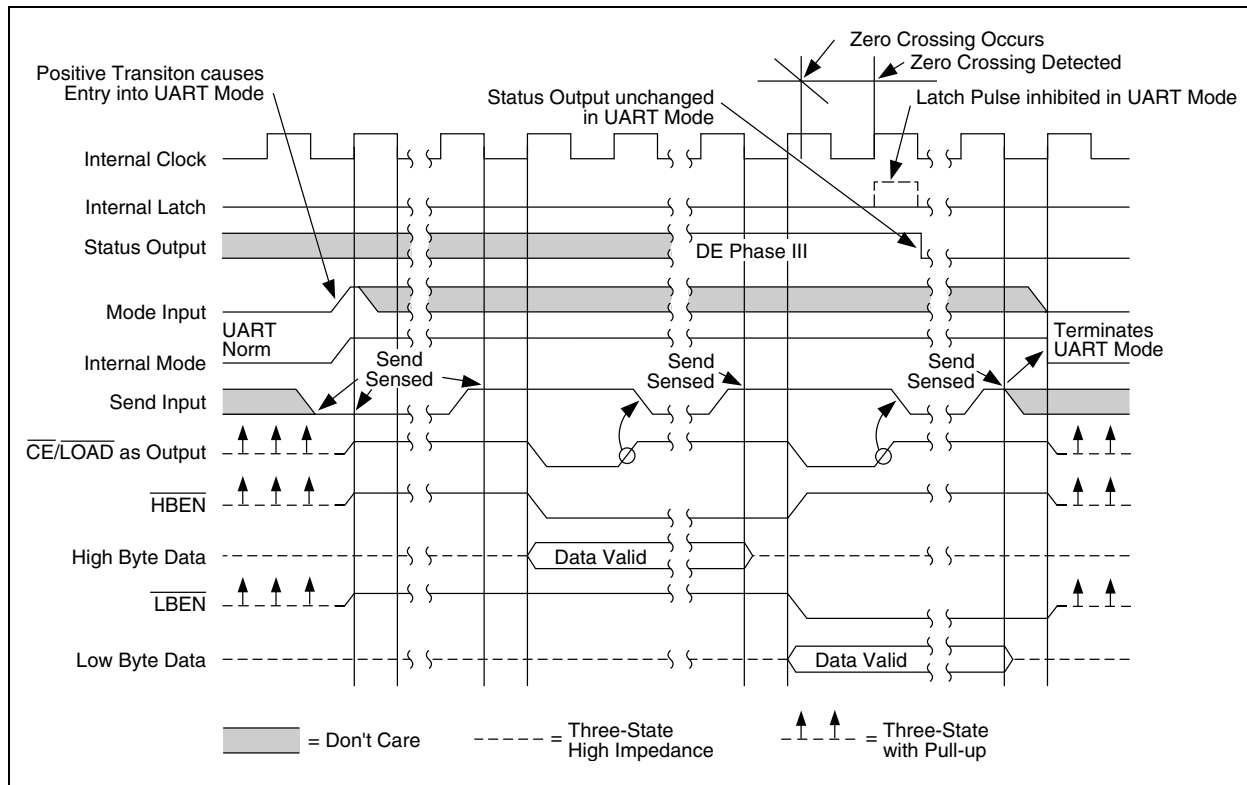 Zero Crossing Occurs
Zero Crossing Detected
Positive Transiton causes
Entry into UART Mode
Status Output unchanged
in UART Mode
Latch Pulse inhibited in UART Mode
Internal Clock
Internal Latch
Status Output
DE Phase III
Mode Input
UART
Norm
Internal Mode
Terminates
UART Mode
Send
Sensed
Send
Sensed
Send
Sensed
Send Input
CE/LOAD as Output
HBEN
High Byte Data
Data Valid
LBEN
Low Byte Data
Data Valid
= Don't Care
= Three-State
High Impedance
= Three-State
with Pull-up